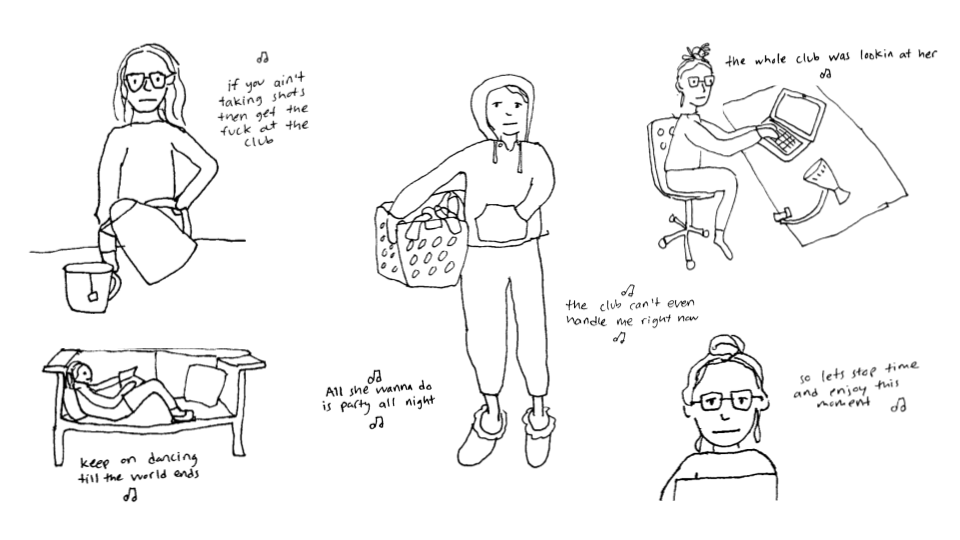 if you ain't
taking shots
then get the
fuck at the
club
the whole club was lookin at her
the club can't even
handle me right now
All she wanna do
is party all night
so lets stop time
and enjoy this
moment
keep on dancing
till the world ends